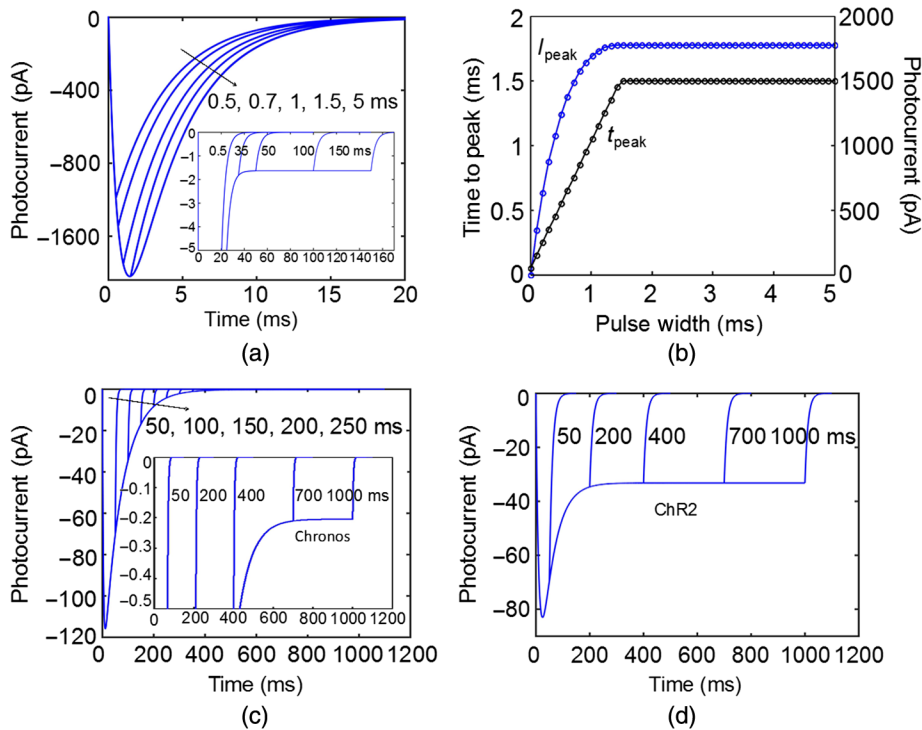 0
−400
−800
−1600
Photocurrent (pA)
0.5, 0.7, 1, 1.5, 5 ms
0
−1
−2
−3
−4
−5
0.5 35 50 100 150 ms
0 20 40 60 80 100 120 140 160
0 5 10 15 20
Time (ms)
(a)
2
1.5
1
0.5
0
Time to peak (ms)
I peak
t peak
2000
1500
1000
500
0
Photocurrent (pA)
0 1 2 3 4 5
Pulse width (ms)
(b)
0
−20
−40
−60
−80
−100
−120
Photocurrent (pA)
50, 100, 150, 200, 250 ms
0
−0.1
−0.2
−0.3
−0.4
−0.5
50 200 400 700 1000 ms
Chronos
0 200 400 600 800 1000 1200
0 200 400 600 800 1000 1200
Time (ms)
(c)
0
−20
−40
−60
−80
Photocurrent (pA)
50 200 400 700 1000 ms
ChR2
0 200 400 600 800 1000 1200
Time (ms)
(d)